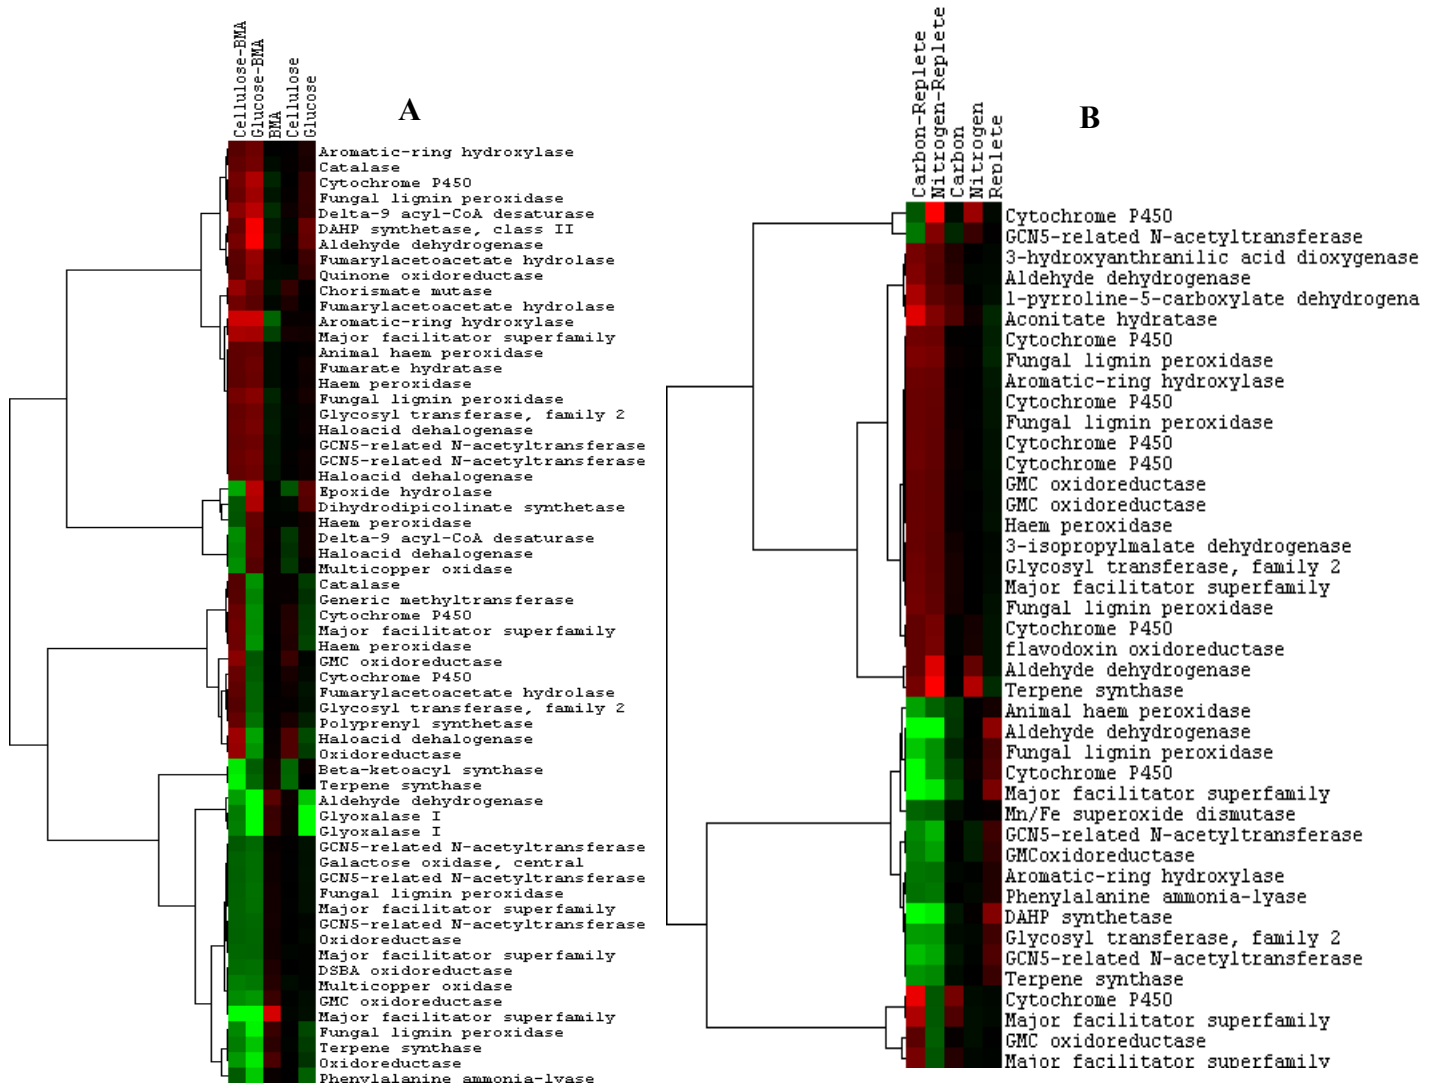 Cellulose-BMA
Glucose-BMA
BMA
Cellulose
Glucose
A
Aromatic-ring hydroxylase
Catalase
Cytochrome P450
Fungal lignin peroxidase
Delta-9 acyl-CoA desaturase
DAHP synthetase, class II
Aldehyde dehydrogenase
Fumarylacetoacetate hydrolase
Quinone oxidoreductase
Chorismate mutase
Fumarylacetoacetate hydrolase
Aromatic-ring hydroxylase
Major facilitator superfamily
Animal haem peroxidase
Fumarate hydratase
Haem peroxidase
Fungal lignin peroxidase
Glycosyl transferase, family 2
Haloacid dehalogenase
GCN5-related N-acetyltransferase
GCN5-related N-acetyltransferase
Haloacid dehalogenase
Epoxide hydrolase
Dihydrodipicolinate synthetase
Haem peroxidase
Delta-9 acyl-CoA desaturase
Haloacid dehalogenase
Multicopper oxidase
Catalase
Generic methyltransferase
Cytochrome P450
Major facilitator superfamily
Haem peroxidase
GMC oxidoreductase
Cytochrome P450
Fumarylacetoacetate hydrolase
Glycosyl transferase, family 2
Polyprenyl synthetase
Haloacid dehalogenase
Oxidoreductase
Beta-ketoacyl synthase
Terpene synthase
Aldehyde dehydrogenase
Glyoxalase I
Glyoxalase I
GCN5-related N-acetyltransferase
Galactose oxidase, central
GCN5-related N-acetyltransferase
Fungal lignin peroxidase
Major facilitator superfamily
GCN5-related N-acetyltransferase
Oxidoreductase
Major facilitator superfamily
DSBA oxidoreductase
Multicopper oxidase
GMC oxidoreductase
Major facilitator superfamily
Fungal lignin peroxidase
Terpene synthase
Oxidoreductase
Phenylalanine ammonia-lyase
Carbon-Replete
Nitrogen-Replete
Carbon
Nitrogen
Replete
B
Cytochrome P450
GCN5-related N-acetyltransferase
3-hydroxyanthranilic acid dioxygenase
Aldehyde dehydrogenase
1-pyrroline-5-carboxylate dehydrogena
Aconitate hydratase
Cytochrome P450
Fungal lignin peroxidase
Aromatic-ring hydroxylase
Cytochrome P450
Fungal lignin peroxidase
Cytochrome P450
Cytochrome P450
GMC oxidoreductase
GMC oxidoreductase
Haem peroxidase
3-isopropylmalate dehydrogenase
Glycosyl transferase, family 2
Major facilitator superfamily
Fungal lignin peroxidase
Cytochrome P450
flavodoxin oxidoreductase
Aldehyde dehydrogenase
Terpene synthase
Animal haem peroxidase
Aldehyde dehydrogenase
Fungal lignin peroxidase
Cytochrome P450
Major facilitator superfamily
Mn/Fe superoxide dismutase
GCN5-related N-acetyltransferase
GMCoxidoreductase
Aromatic-ring hydroxylase
Phenylalanine ammonia-lyase
DAHP synthetase
Glycosyl transferase, family 2
GCN5-related N-acetyltransferase
Terpene synthase
Cytochrome P450
Major facilitator superfamily
GMC oxidoreductase
Major facilitator superfamily